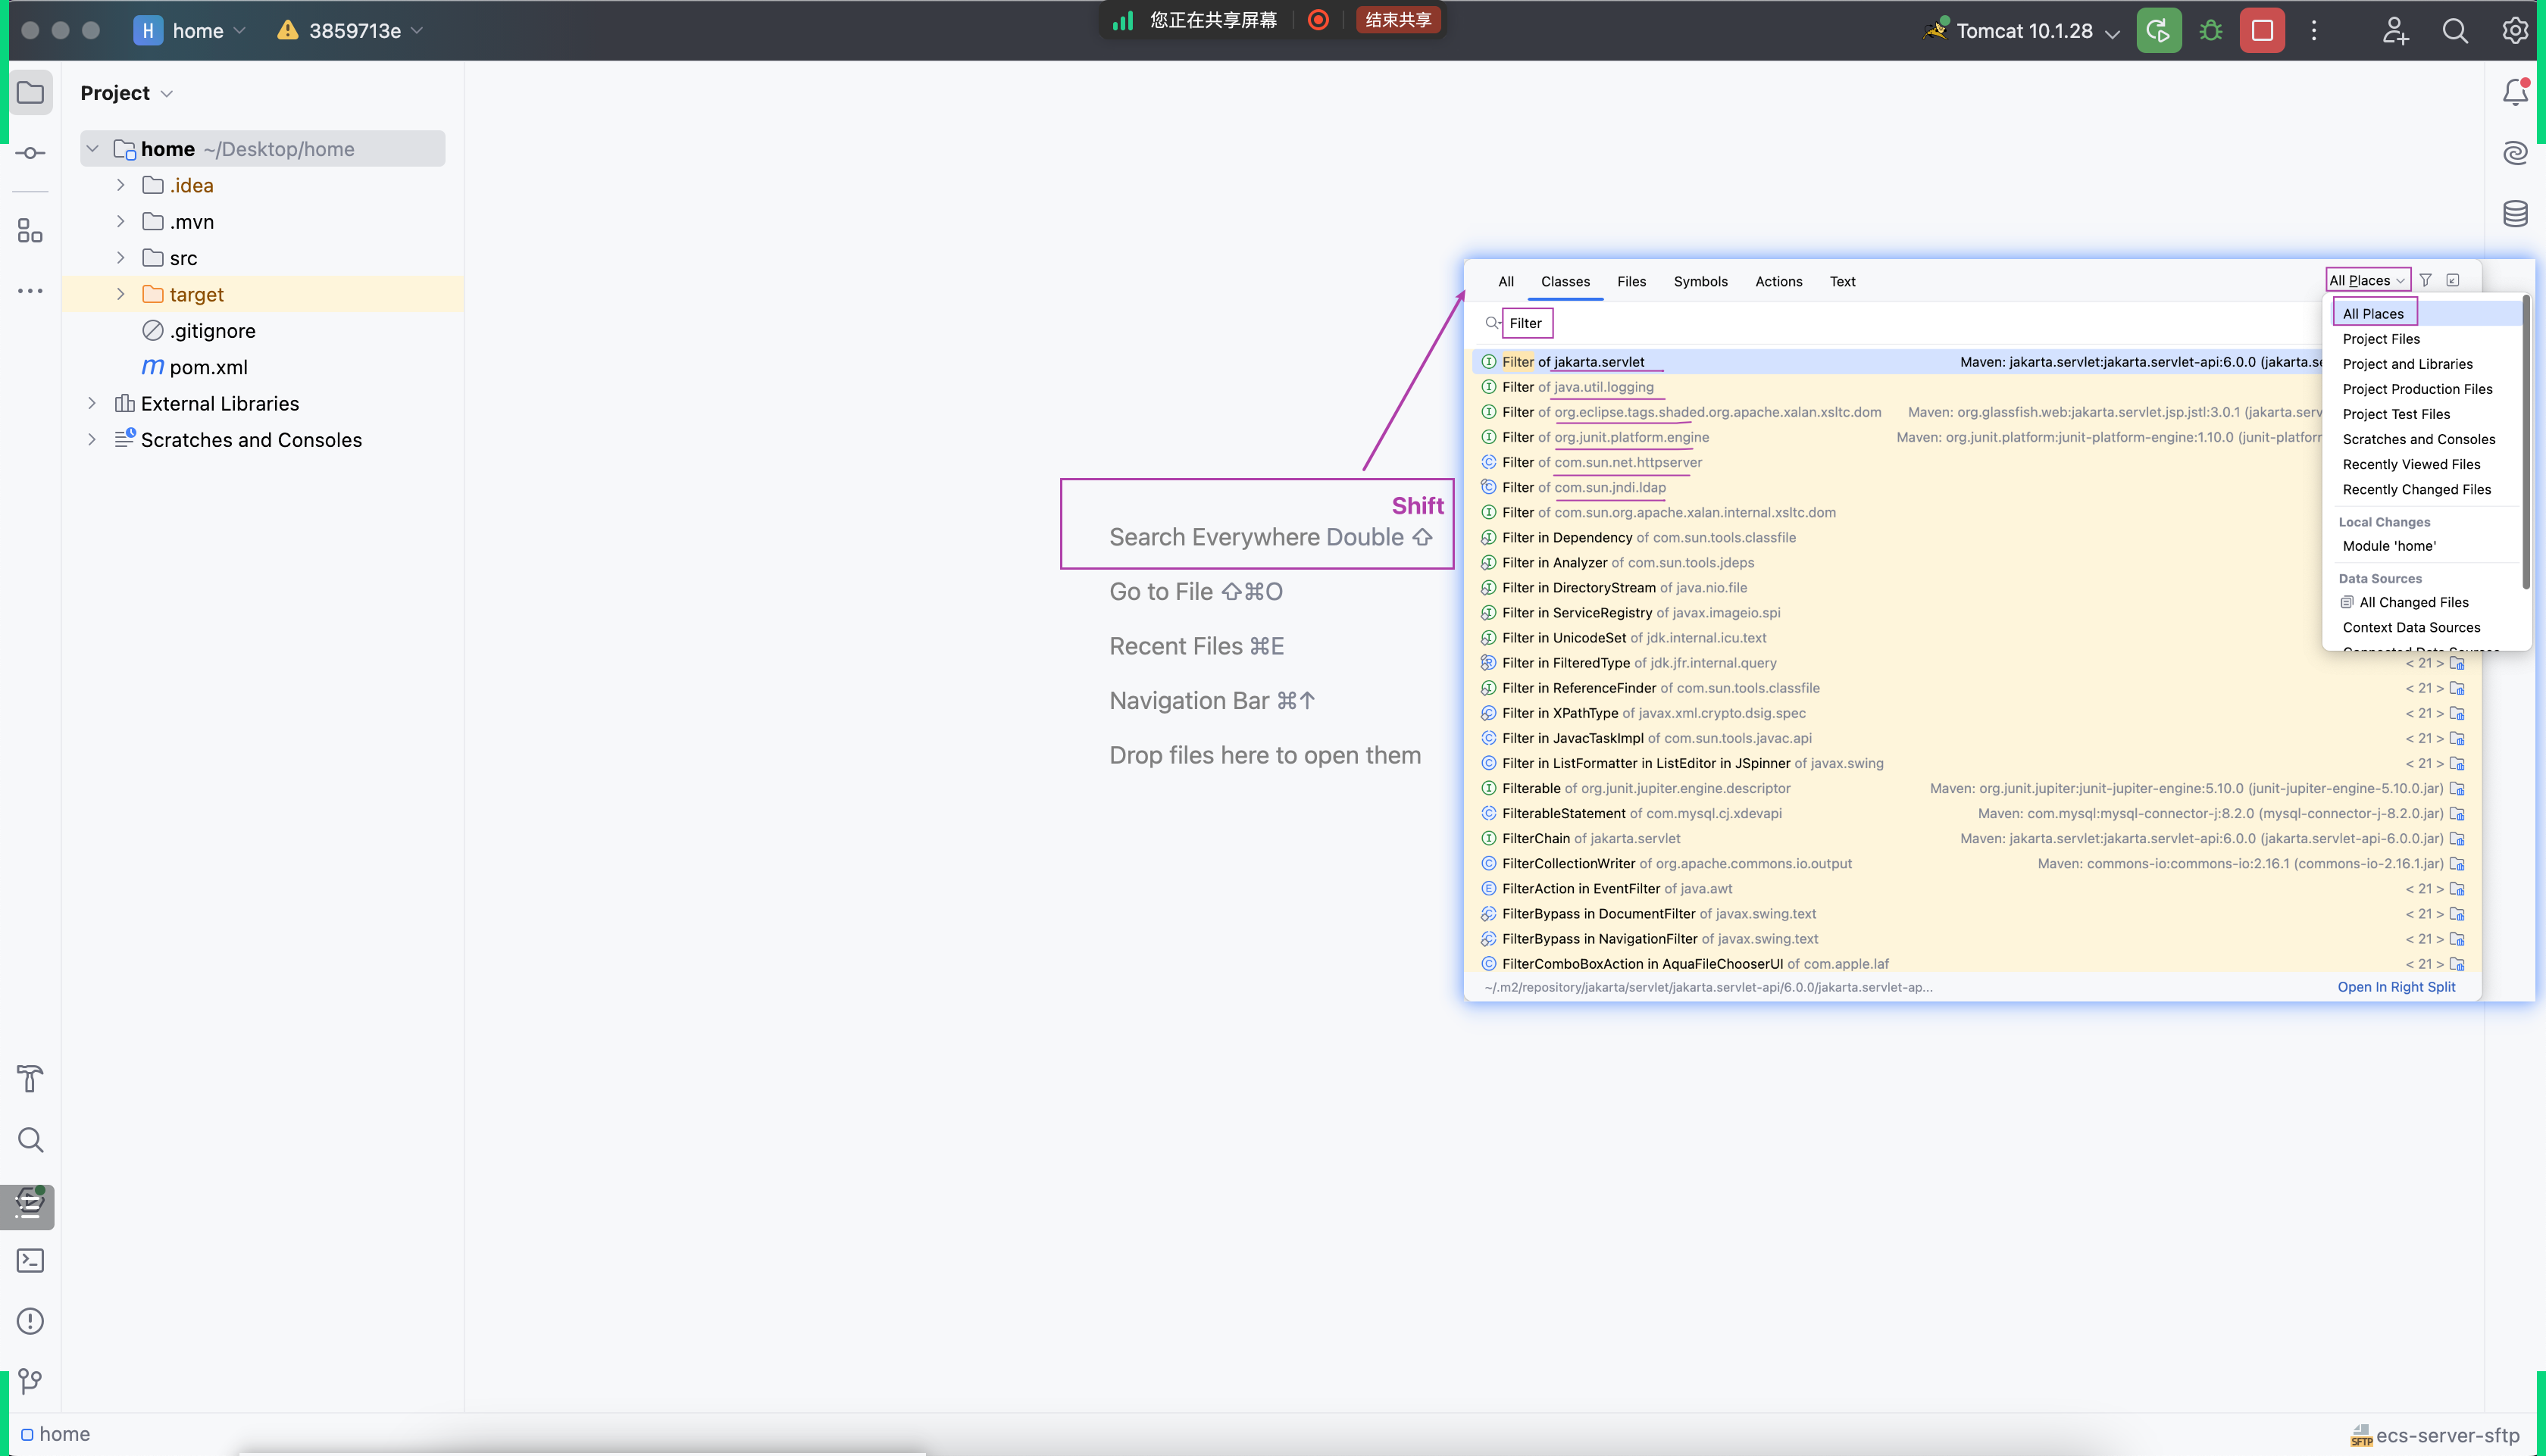 H home
3859713e
您正在共享屏幕
结束共享
Tomcat 10.1.28
Project
home ~/Desktop/home
.idea
.mvn
src
target
.gitignore
m pom.xml
External Libraries
Scratches and Consoles
Shift
Search Everywhere Double ⇧
Go to File ⇧⌘O
Recent Files ⌘E
Navigation Bar ⌘↑
Drop files here to open them
All Classes Files Symbols Actions Text
All Places
Filter
Filter of jakarta.servlet Maven: jakarta.servlet:jakarta.servlet-api:6.0.0 (jakarta.se
Filter of java.util.logging
Filter of org.eclipse.tags.shaded.org.apache.xalan.xsltc.dom Maven: org.glassfish.web:jakarta.servlet.jsp.jstl:3.0.1 (jakarta.serv
Filter of org.junit.platform.engine Maven: org.junit.platform:junit-platform-engine:1.10.0 (junit-platfor
Filter of com.sun.net.httpserver
Filter of com.sun.jndi.ldap
Filter of com.sun.org.apache.xalan.internal.xsltc.dom
Filter in Dependency of com.sun.tools.classfile
Filter in Analyzer of com.sun.tools.jdeps
Filter in DirectoryStream of java.nio.file
Filter in ServiceRegistry of javax.imageio.spi
Filter in UnicodeSet of jdk.internal.icu.text
Filter in FilteredType of jdk.jfr.internal.query < 21 >
Filter in ReferenceFinder of com.sun.tools.classfile < 21 >
Filter in XPathType of javax.xml.crypto.dsig.spec < 21 >
Filter in JavacTaskImpl of com.sun.tools.javac.api < 21 >
Filter in ListFormatter in ListEditor in JSpinner of javax.swing < 21 >
Filterable of org.junit.jupiter.engine.descriptor Maven: org.junit.jupiter:junit-jupiter-engine:5.10.0 (junit-jupiter-engine-5.10.0.jar)
FilterableStatement of com.mysql.cj.xdevapi Maven: com.mysql:mysql-connector-j:8.2.0 (mysql-connector-j-8.2.0.jar)
FilterChain of jakarta.servlet Maven: jakarta.servlet:jakarta.servlet-api:6.0.0 (jakarta.servlet-api-6.0.0.jar)
FilterCollectionWriter of org.apache.commons.io.output Maven: commons-io:commons-io:2.16.1 (commons-io-2.16.1.jar)
FilterAction in EventFilter of java.awt < 21 >
FilterBypass in DocumentFilter of javax.swing.text < 21 >
FilterBypass in NavigationFilter of javax.swing.text < 21 >
FilterComboBoxAction in AquaFileChooserUI of com.apple.laf < 21 >
~/.m2/repository/jakarta/servlet/jakarta.servlet-api/6.0.0/jakarta.servlet-ap...
Open In Right Split
All Places
Project Files
Project and Libraries
Project Production Files
Project Test Files
Scratches and Consoles
Recently Viewed Files
Recently Changed Files
Local Changes
Module 'home'
Data Sources
All Changed Files
Context Data Sources
home
SFTP ecs-server-sftp